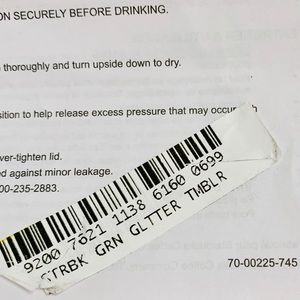 ON SECURELY BEFORE DRINKING.
thoroughly and turn upside down to dry.
sition to help release excess pressure that may occur
ver-tighten lid.
ed against minor leakage.
00-235-2883.
9200 7621 1138 6160 0699
STRBK GRN GLTTER TMBLR
70-00225-745